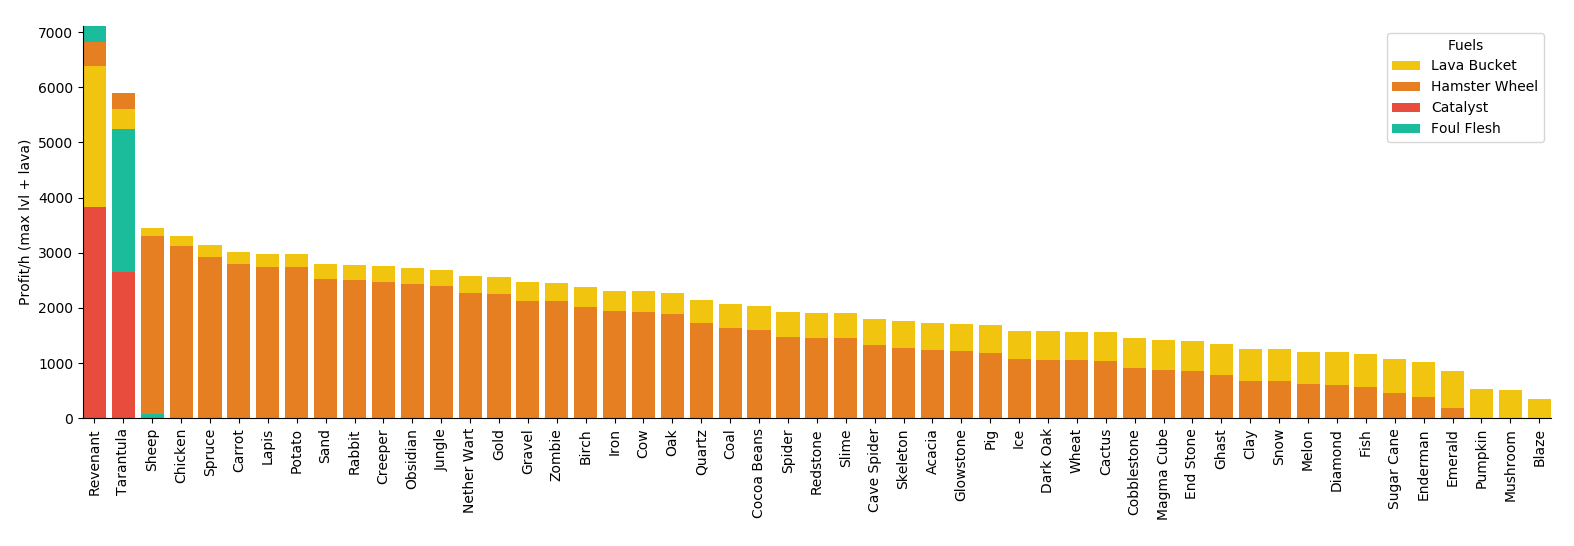 Profit/h (max lvl + lava)
7000
6000
5000
4000
3000
2000
1000
0
Fuels
Lava Bucket
Hamster Wheel
Catalyst
Foul Flesh
Revenant
Tarantula
Sheep
Chicken
Spruce
Carrot
Lapis
Potato
Sand
Rabbit
Creeper
Obsidian
Jungle
Nether Wart
Gold
Gravel
Zombie
Birch
Iron
Cow
Oak
Quartz
Coal
Cocoa Beans
Spider
Redstone
Slime
Cave Spider
Skeleton
Acacia
Glowstone
Pig
Ice
Dark Oak
Wheat
Cactus
Cobblestone
Magma Cube
End Stone
Ghast
Clay
Snow
Melon
Diamond
Fish
Sugar Cane
Enderman
Emerald
Pumpkin
Mushroom
Blaze